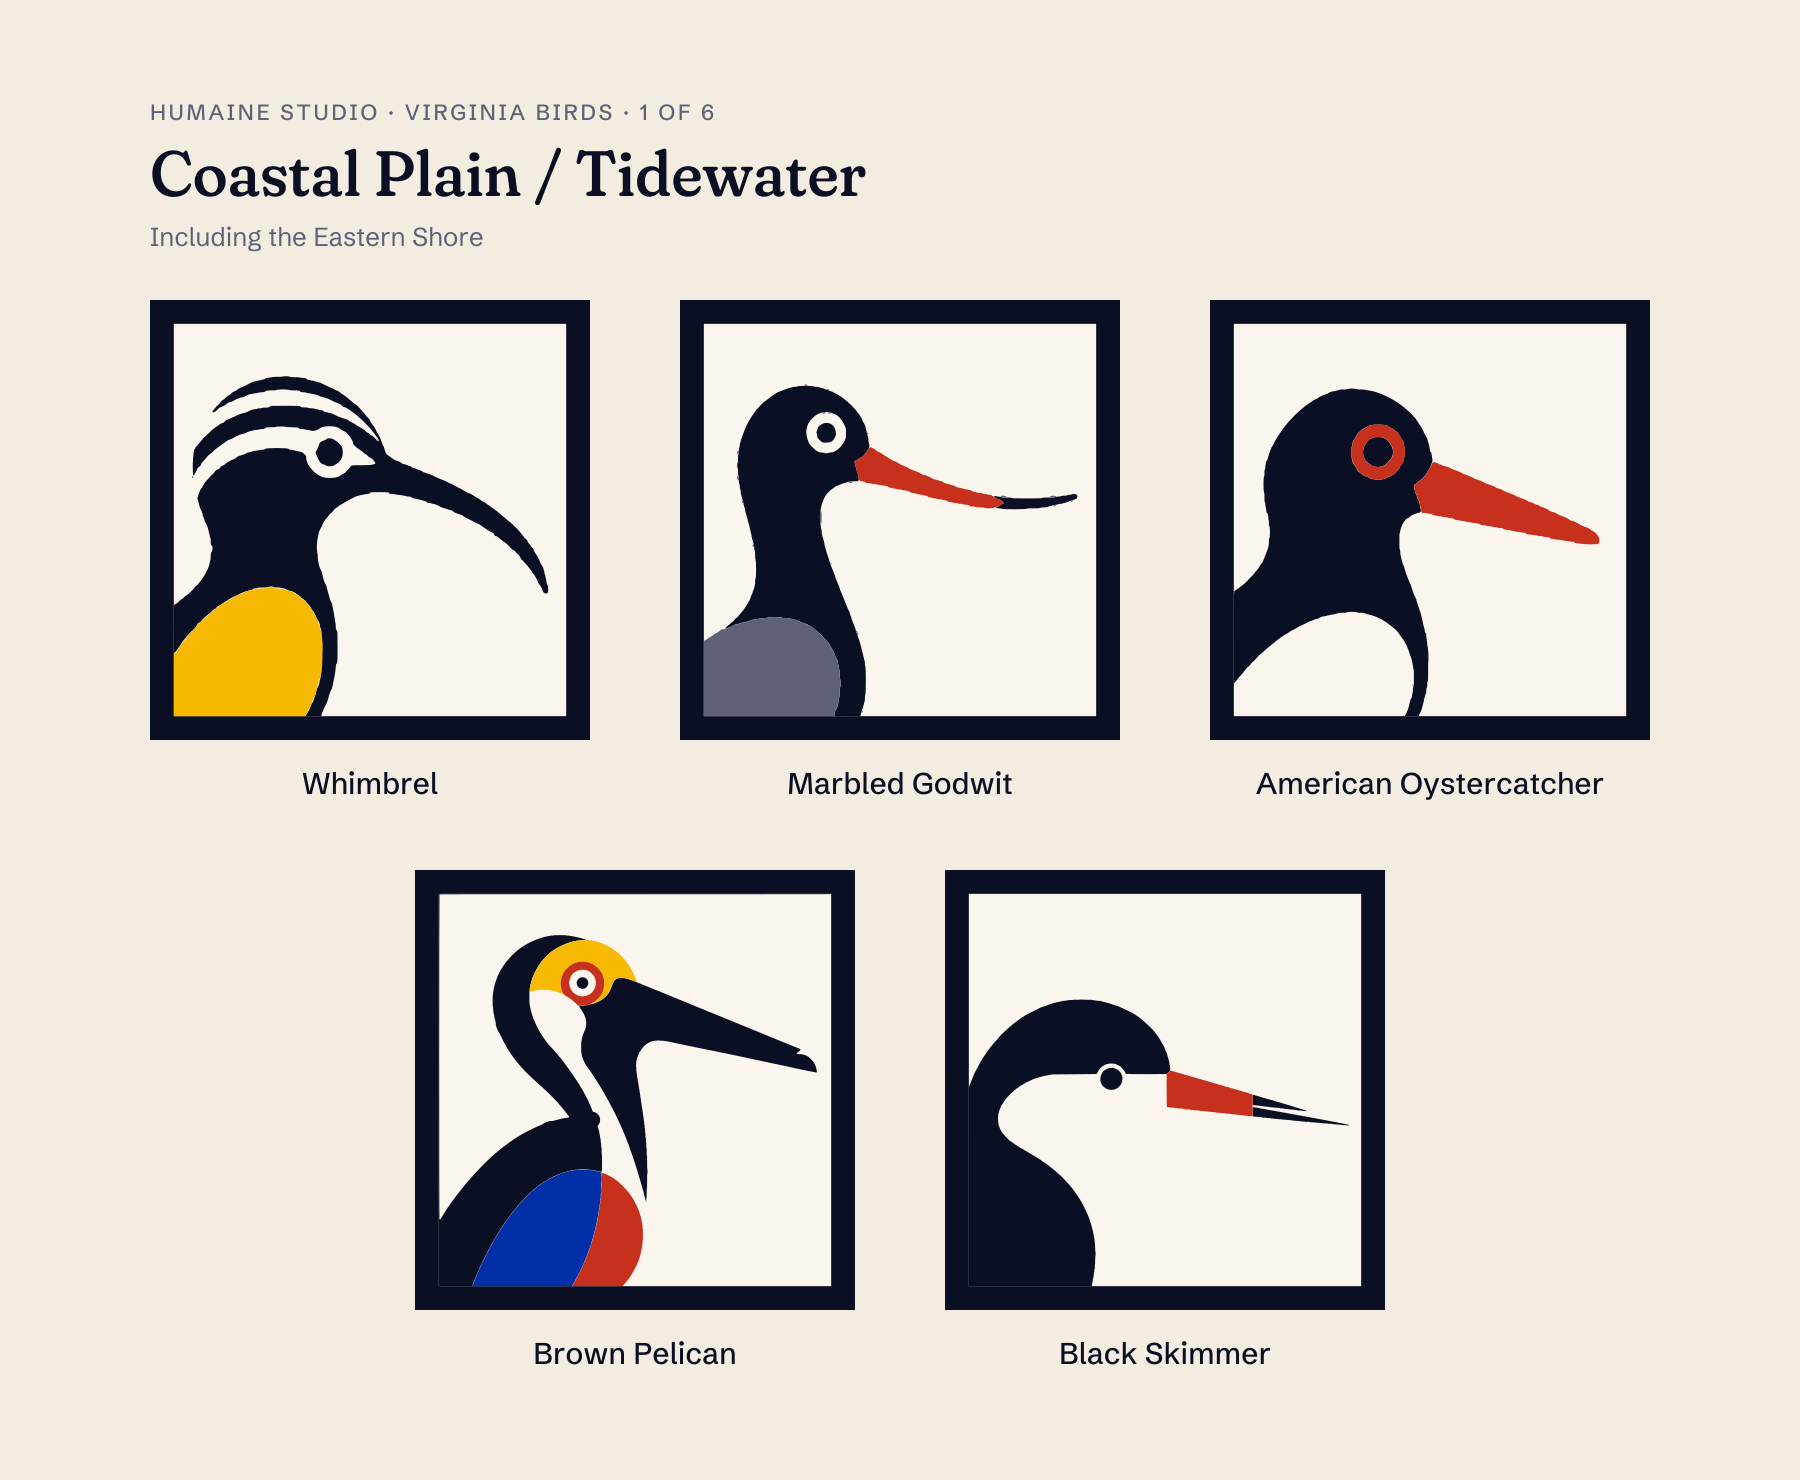 HUMAINE STUDIO · VIRGINIA BIRDS · 1 OF 6
Coastal Plain / Tidewater
Including the Eastern Shore
Whimbrel
Marbled Godwit
American Oystercatcher
Brown Pelican
Black Skimmer